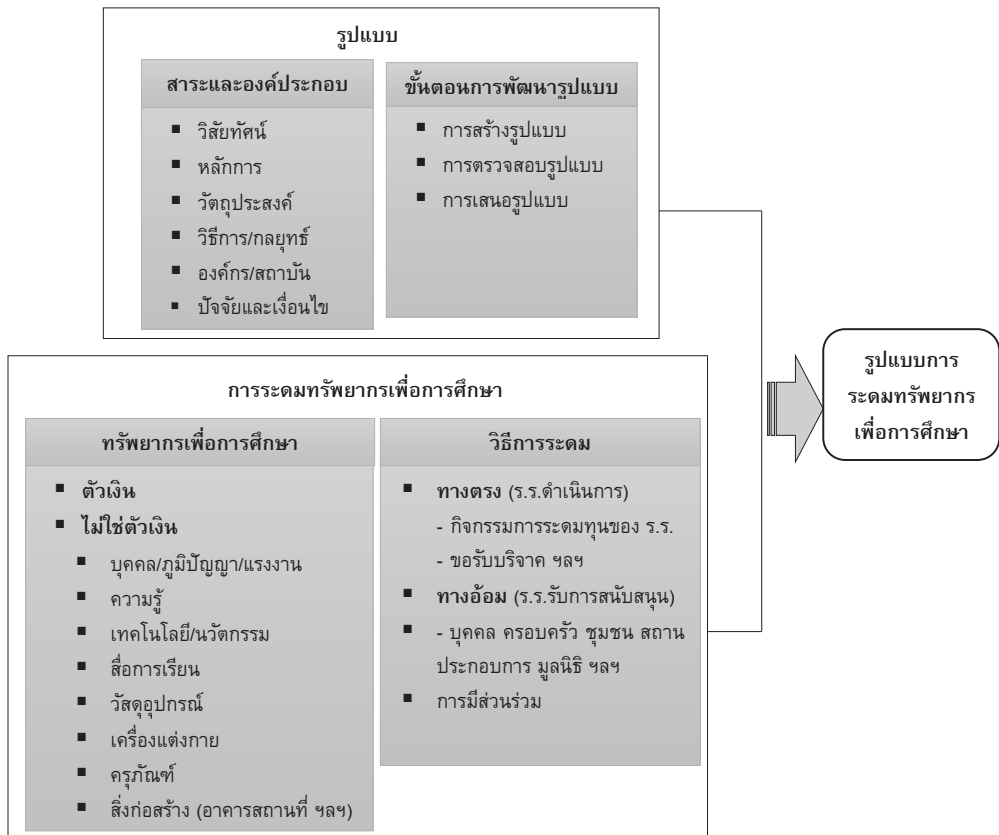 รูปแบบ
สาระและองค์ประกอบ
▪ วิสัยทัศน์
▪ หลักการ
▪ วัตถุประสงค์
▪ วิธีการ/กลยุทธ์
▪ องค์กร/สถาบัน
▪ ปัจจัยและเงื่อนไข
ขั้นตอนการพัฒนารูปแบบ
▪ การสร้างรูปแบบ
▪ การตรวจสอบรูปแบบ
▪ การเสนอรูปแบบ
การระดมทรัพยากรเพื่อการศึกษา
ทรัพยากรเพื่อการศึกษา
▪ ตัวเงิน
▪ ไม่ใช่ตัวเงิน
▪ บุคคล/ภูมิปัญญา/แรงงาน
▪ ความรู้
▪ เทคโนโลยี/นวัตกรรม
▪ สื่อการเรียน
▪ วัสดุอุปกรณ์
▪ เครื่องแต่งกาย
▪ ครุภัณฑ์
▪ สิ่งก่อสร้าง (อาคารสถานที่ ฯลฯ)
วิธีการระดม
▪ ทางตรง (ร.ร.ดำเนินการ)
- กิจกรรมการระดมทุนของ ร.ร.
- ขอรับบริจาค ฯลฯ
▪ ทางอ้อม (ร.ร.รับการสนับสนุน)
▪ - บุคคล ครอบครัว ชุมชน สถาน
ประกอบการ มูลนิธิ ฯลฯ
▪ การมีส่วนร่วม
รูปแบบการ
ระดมทรัพยากร
เพื่อการศึกษา